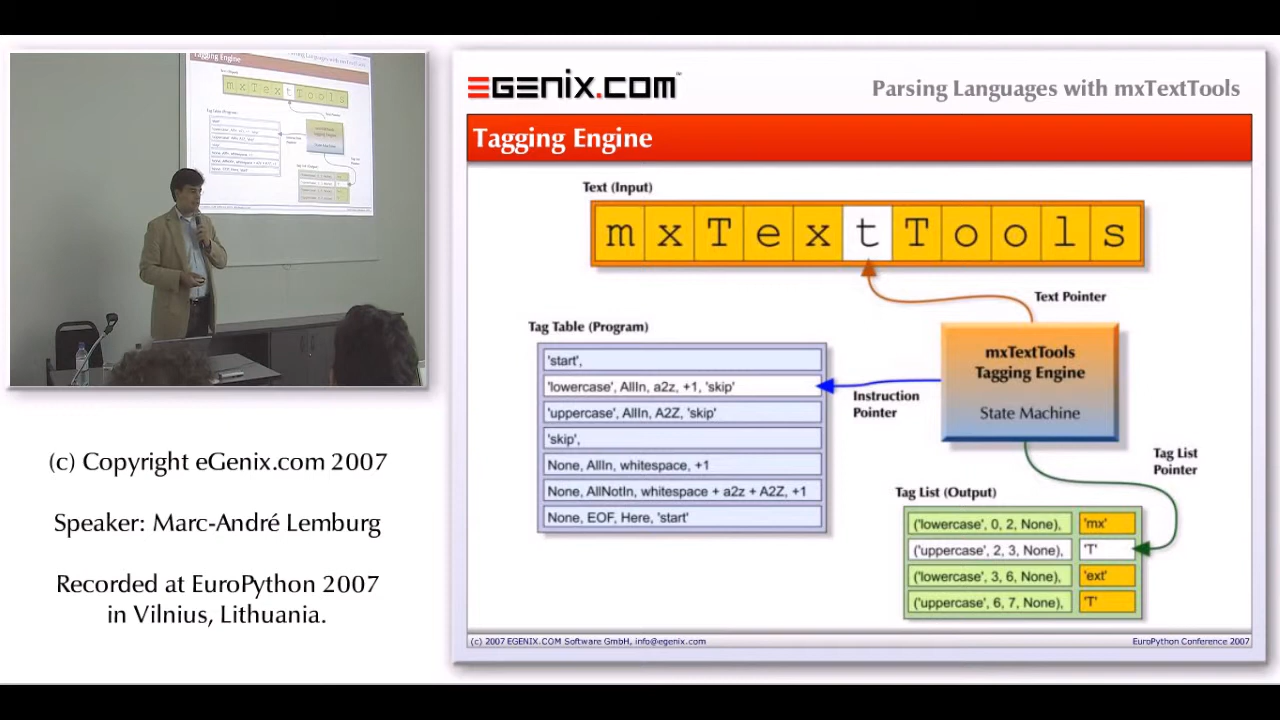 EGENIX.COM™
Parsing Languages with mxTextTools
Tagging Engine
Text (Input)
m x T e x t T o o l s
Text Pointer
Tag Table (Program)
'start',
'lowercase', AllIn, a2z, +1, 'skip'
'uppercase', AllIn, A2Z, 'skip'
'skip',
None, AllIn, whitespace, +1
None, AllNotIn, whitespace + a2z + A2Z, +1
None, EOF, Here, 'start'
Instruction
Pointer
mxTextTools
Tagging Engine
State Machine
Tag List
Pointer
Tag List (Output)
('lowercase', 0, 2, None), 'mx'
('uppercase', 2, 3, None), 'T'
('lowercase', 3, 6, None), 'ext'
('uppercase', 6, 7, None), 'T'
(c) 2007 EGENIX.COM Software GmbH, info@egenix.com
EuroPython Conference 2007
Tagging Engine
mxTextTools
(c) Copyright eGenix.com 2007
Speaker: Marc-André Lemburg
Recorded at EuroPython 2007
in Vilnius, Lithuania.